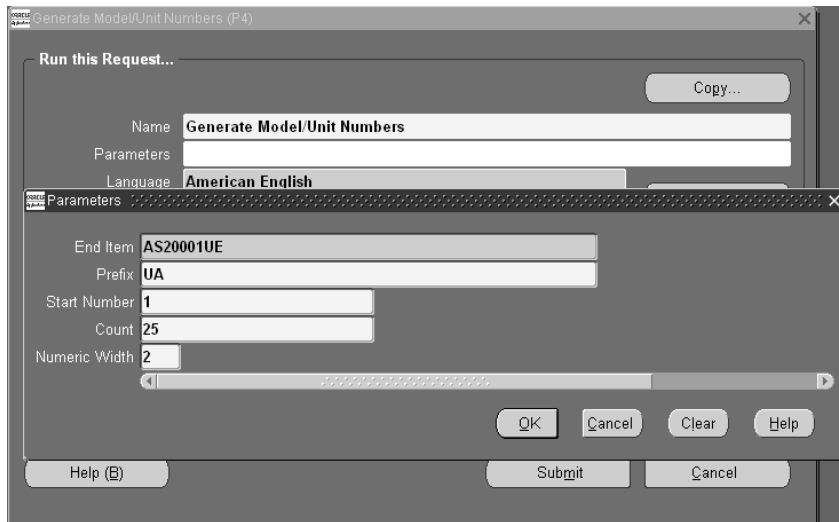 Generate Model/Unit Numbers (P4)
Run this Request...
Copy...
Name Generate Model/Unit Numbers
Parameters
Language American English
Parameters
End Item AS20001UE
Prefix UA
Start Number 1
Count 25
Numeric Width 2
OK Cancel Clear Help
Help (B) Submit Cancel